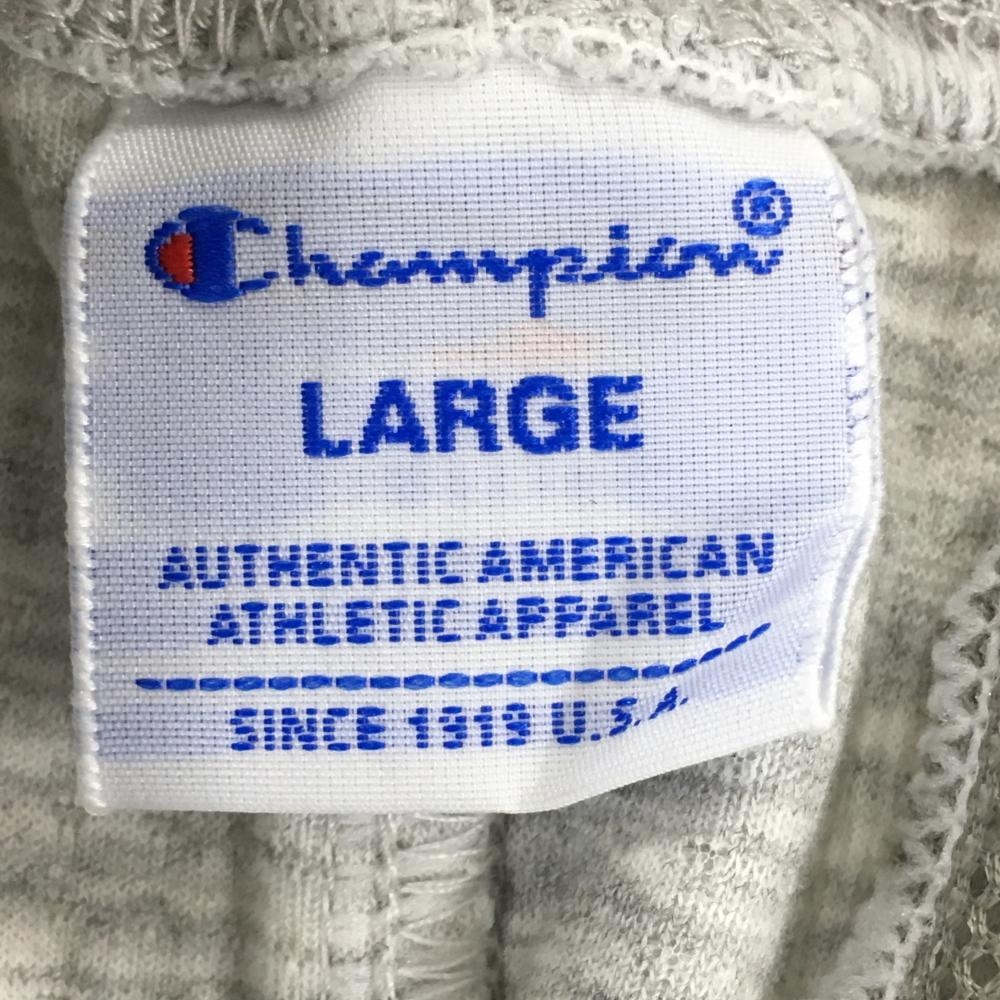 Champion®
LARGE
AUTHENTIC AMERICAN
ATHLETIC APPAREL
SINCE 1919 U.S.A.